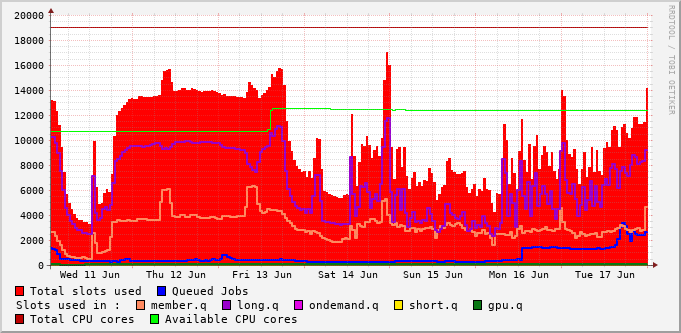 20000
18000
16000
14000
12000
10000
8000
6000
4000
2000
0
Wed 11 Jun Thu 12 Jun Fri 13 Jun Sat 14 Jun Sun 15 Jun Mon 16 Jun Tue 17 Jun
Total slots used Queued Jobs
Slots used in : member.q long.q ondemand.q short.q gpu.q
Total CPU cores Available CPU cores
RRDTOOL / TOBI OETIKER